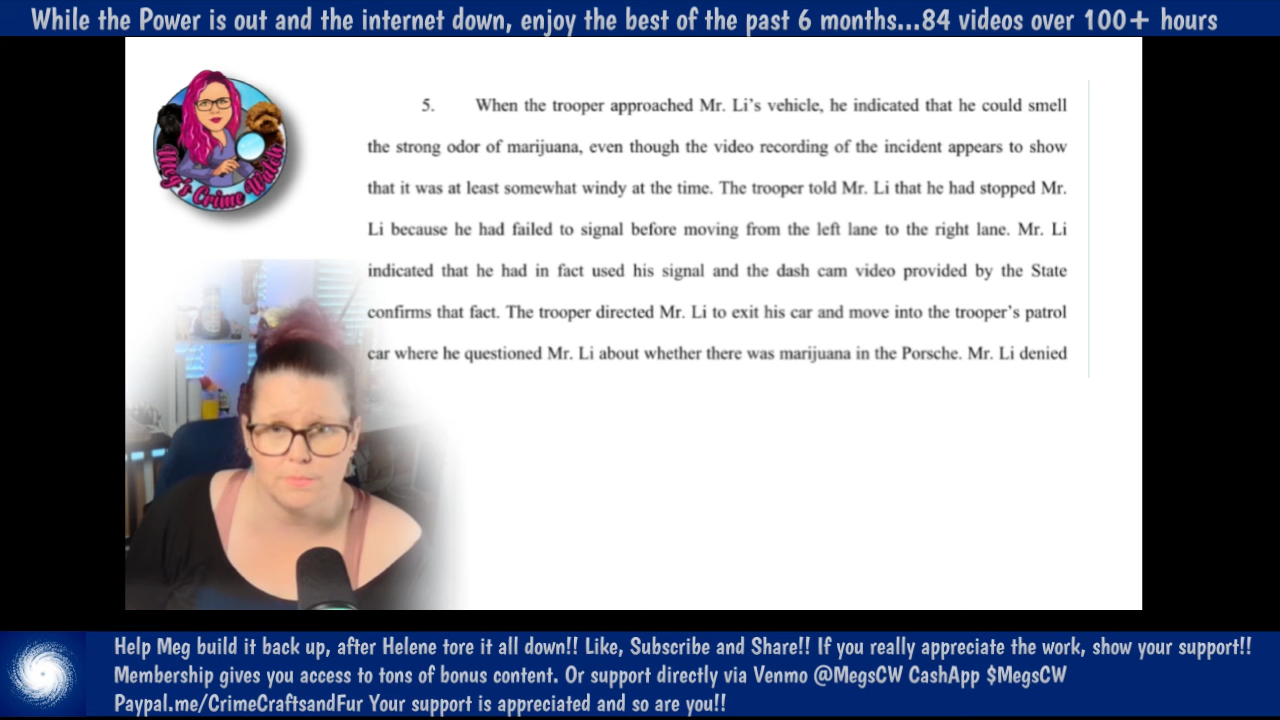 While the Power is out and the internet down, enjoy the best of the past 6 months...84 videos over 100+ hours
Meg's Crime Watch
5. When the trooper approached Mr. Li's vehicle, he indicated that he could smell
the strong odor of marijuana, even though the video recording of the incident appears to show
that it was at least somewhat windy at the time. The trooper told Mr. Li that he had stopped Mr.
Li because he had failed to signal before moving from the left lane to the right lane. Mr. Li
indicated that he had in fact used his signal and the dash cam video provided by the State
confirms that fact. The trooper directed Mr. Li to exit his car and move into the trooper's patrol
car where he questioned Mr. Li about whether there was marijuana in the Porsche. Mr. Li denied
Help Meg build it back up, after Helene tore it all down!! Like, Subscribe and Share!! If you really appreciate the work, show your support!!
Membership gives you access to tons of bonus content. Or support directly via Venmo @MegsCW CashApp $MegsCW
Paypal.me/CrimeCraftsandFur Your support is appreciated and so are you!!